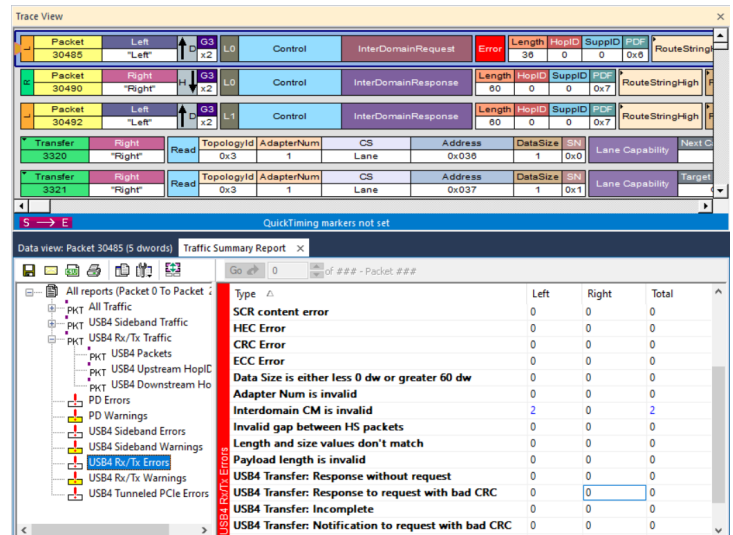 Trace View
Packet Left D G3 L0 Control InterDomainRequest Error Length HopID SuppID PDF RouteString
30485 "Left" x2 36 0 0 0x6
R Packet Right H G3 L0 Control InterDomainResponse Length HopID SuppID PDF RouteStringHigh
30490 "Right" x2 60 0 0 0x7
Packet Left D G3 L1 Control InterDomainResponse Length HopID SuppID PDF RouteStringHigh
30492 "Left" x2 60 0 0 0x7
Transfer Right Read TopologyId AdapterNum CS Address DataSize SN Lane Capability Next
3320 "Right" 0x3 1 Lane 0x036 1 0x0
Transfer Right Read TopologyId AdapterNum CS Address DataSize SN Lane Capability Target
3321 "Right" 0x3 1 Lane 0x037 1 0x1
S → E QuickTiming markers not set
Data view: Packet 30485 (5 dwords) Traffic Summary Report
Go 0 of ### - Packet ###
All reports (Packet 0 To Packet
PKT All Traffic
PKT USB4 Sideband Traffic
PKT USB4 Rx/Tx Traffic
PKT USB4 Packets
PKT USB4 Upstream HopID
PKT USB4 Downstream Ho
PD Errors
PD Warnings
USB4 Sideband Errors
USB4 Sideband Warnings
USB4 Rx/Tx Errors
USB4 Rx/Tx Warnings
USB4 Tunneled PCIe Errors
USB4 Rx/Tx Errors
Type Left Right Total
SCR content error 0 0 0
HEC Error 0 0 0
CRC Error 0 0 0
ECC Error 0 0 0
Data Size is either less 0 dw or greater 60 dw 0 0 0
Adapter Num is invalid 0 0 0
Interdomain CM is invalid 2 0 2
Invalid gap between HS packets 0 0 0
Length and size values don't match 0 0 0
Payload length is invalid 0 0 0
USB4 Transfer: Response without request 0 0 0
USB4 Transfer: Response to request with bad CRC 0 0 0
USB4 Transfer: Incomplete 0 0 0
USB4 Transfer: Notification to request with bad CRC 0 0 0